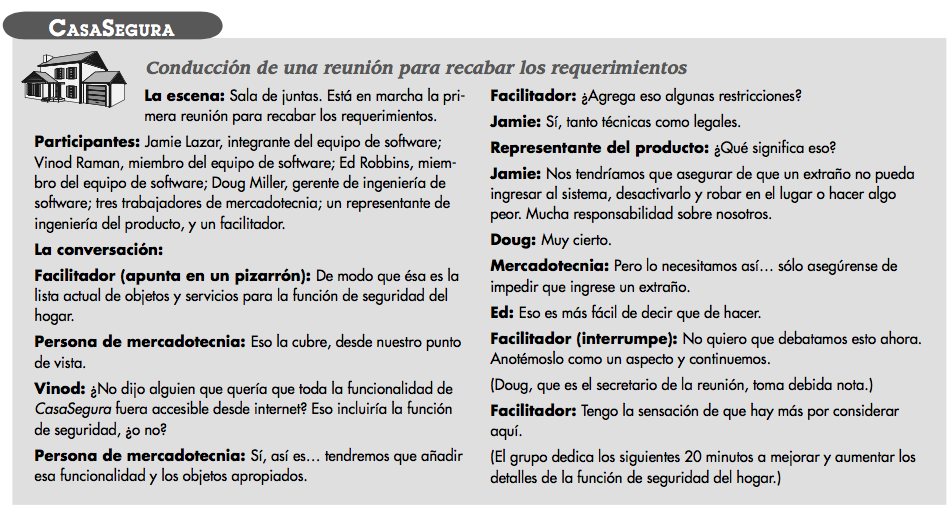 CASASEGURA
Conducción de una reunión para recabar los requerimientos
La escena: Sala de juntas. Está en marcha la pri-
mera reunión para recabar los requerimientos.
Participantes: Jamie Lazar, integrante del equipo de software;
Vinod Raman, miembro del equipo de software; Ed Robbins, miem-
bro del equipo de software; Doug Miller, gerente de ingeniería de
software; tres trabajadores de mercadotecnia; un representante de
ingeniería del producto, y un facilitador.
La conversación:
Facilitador (apunta en un pizarrón): De modo que ésa es la
lista actual de objetos y servicios para la función de seguridad del
hogar.
Persona de mercadotecnia: Eso la cubre, desde nuestro punto
de vista.
Vinod: ¿No dijo alguien que quería que toda la funcionalidad de
CasaSegura fuera accesible desde internet? Eso incluiría la función
de seguridad, ¿o no?
Persona de mercadotecnia: Sí, así es... tendremos que añadir
esa funcionalidad y los objetos apropiados.
Facilitador: ¿Agrega eso algunas restricciones?
Jamie: Sí, tanto técnicas como legales.
Representante del producto: ¿Qué significa eso?
Jamie: Nos tendríamos que asegurar de que un extraño no pueda
ingresar al sistema, desactivarlo y robar en el lugar o hacer algo
peor. Mucha responsabilidad sobre nosotros.
Doug: Muy cierto.
Mercadotecnia: Pero lo necesitamos así... sólo asegúrense de
impedir que ingrese un extraño.
Ed: Eso es más fácil de decir que de hacer.
Facilitador (interrumpe): No quiero que debatamos esto ahora.
Anotémoslo como un aspecto y continuemos.
(Doug, que es el secretario de la reunión, toma debida nota.)
Facilitador: Tengo la sensación de que hay más por considerar
aquí.
(El grupo dedica los siguientes 20 minutos a mejorar y aumentar los
detalles de la función de seguridad del hogar.)